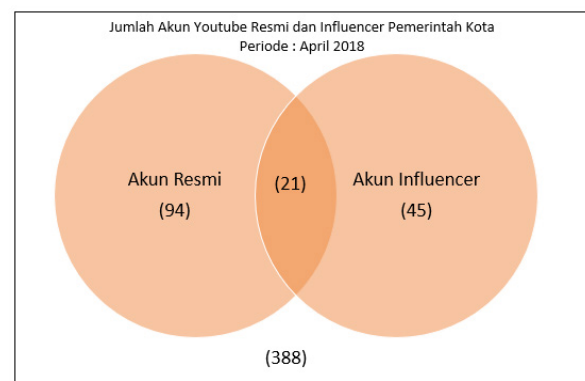 Jumlah Akun Youtube Resmi dan Influencer Pemerintah Kota
Periode : April 2018
Akun Resmi
(94)
(21)
Akun Influencer
(45)
(388)